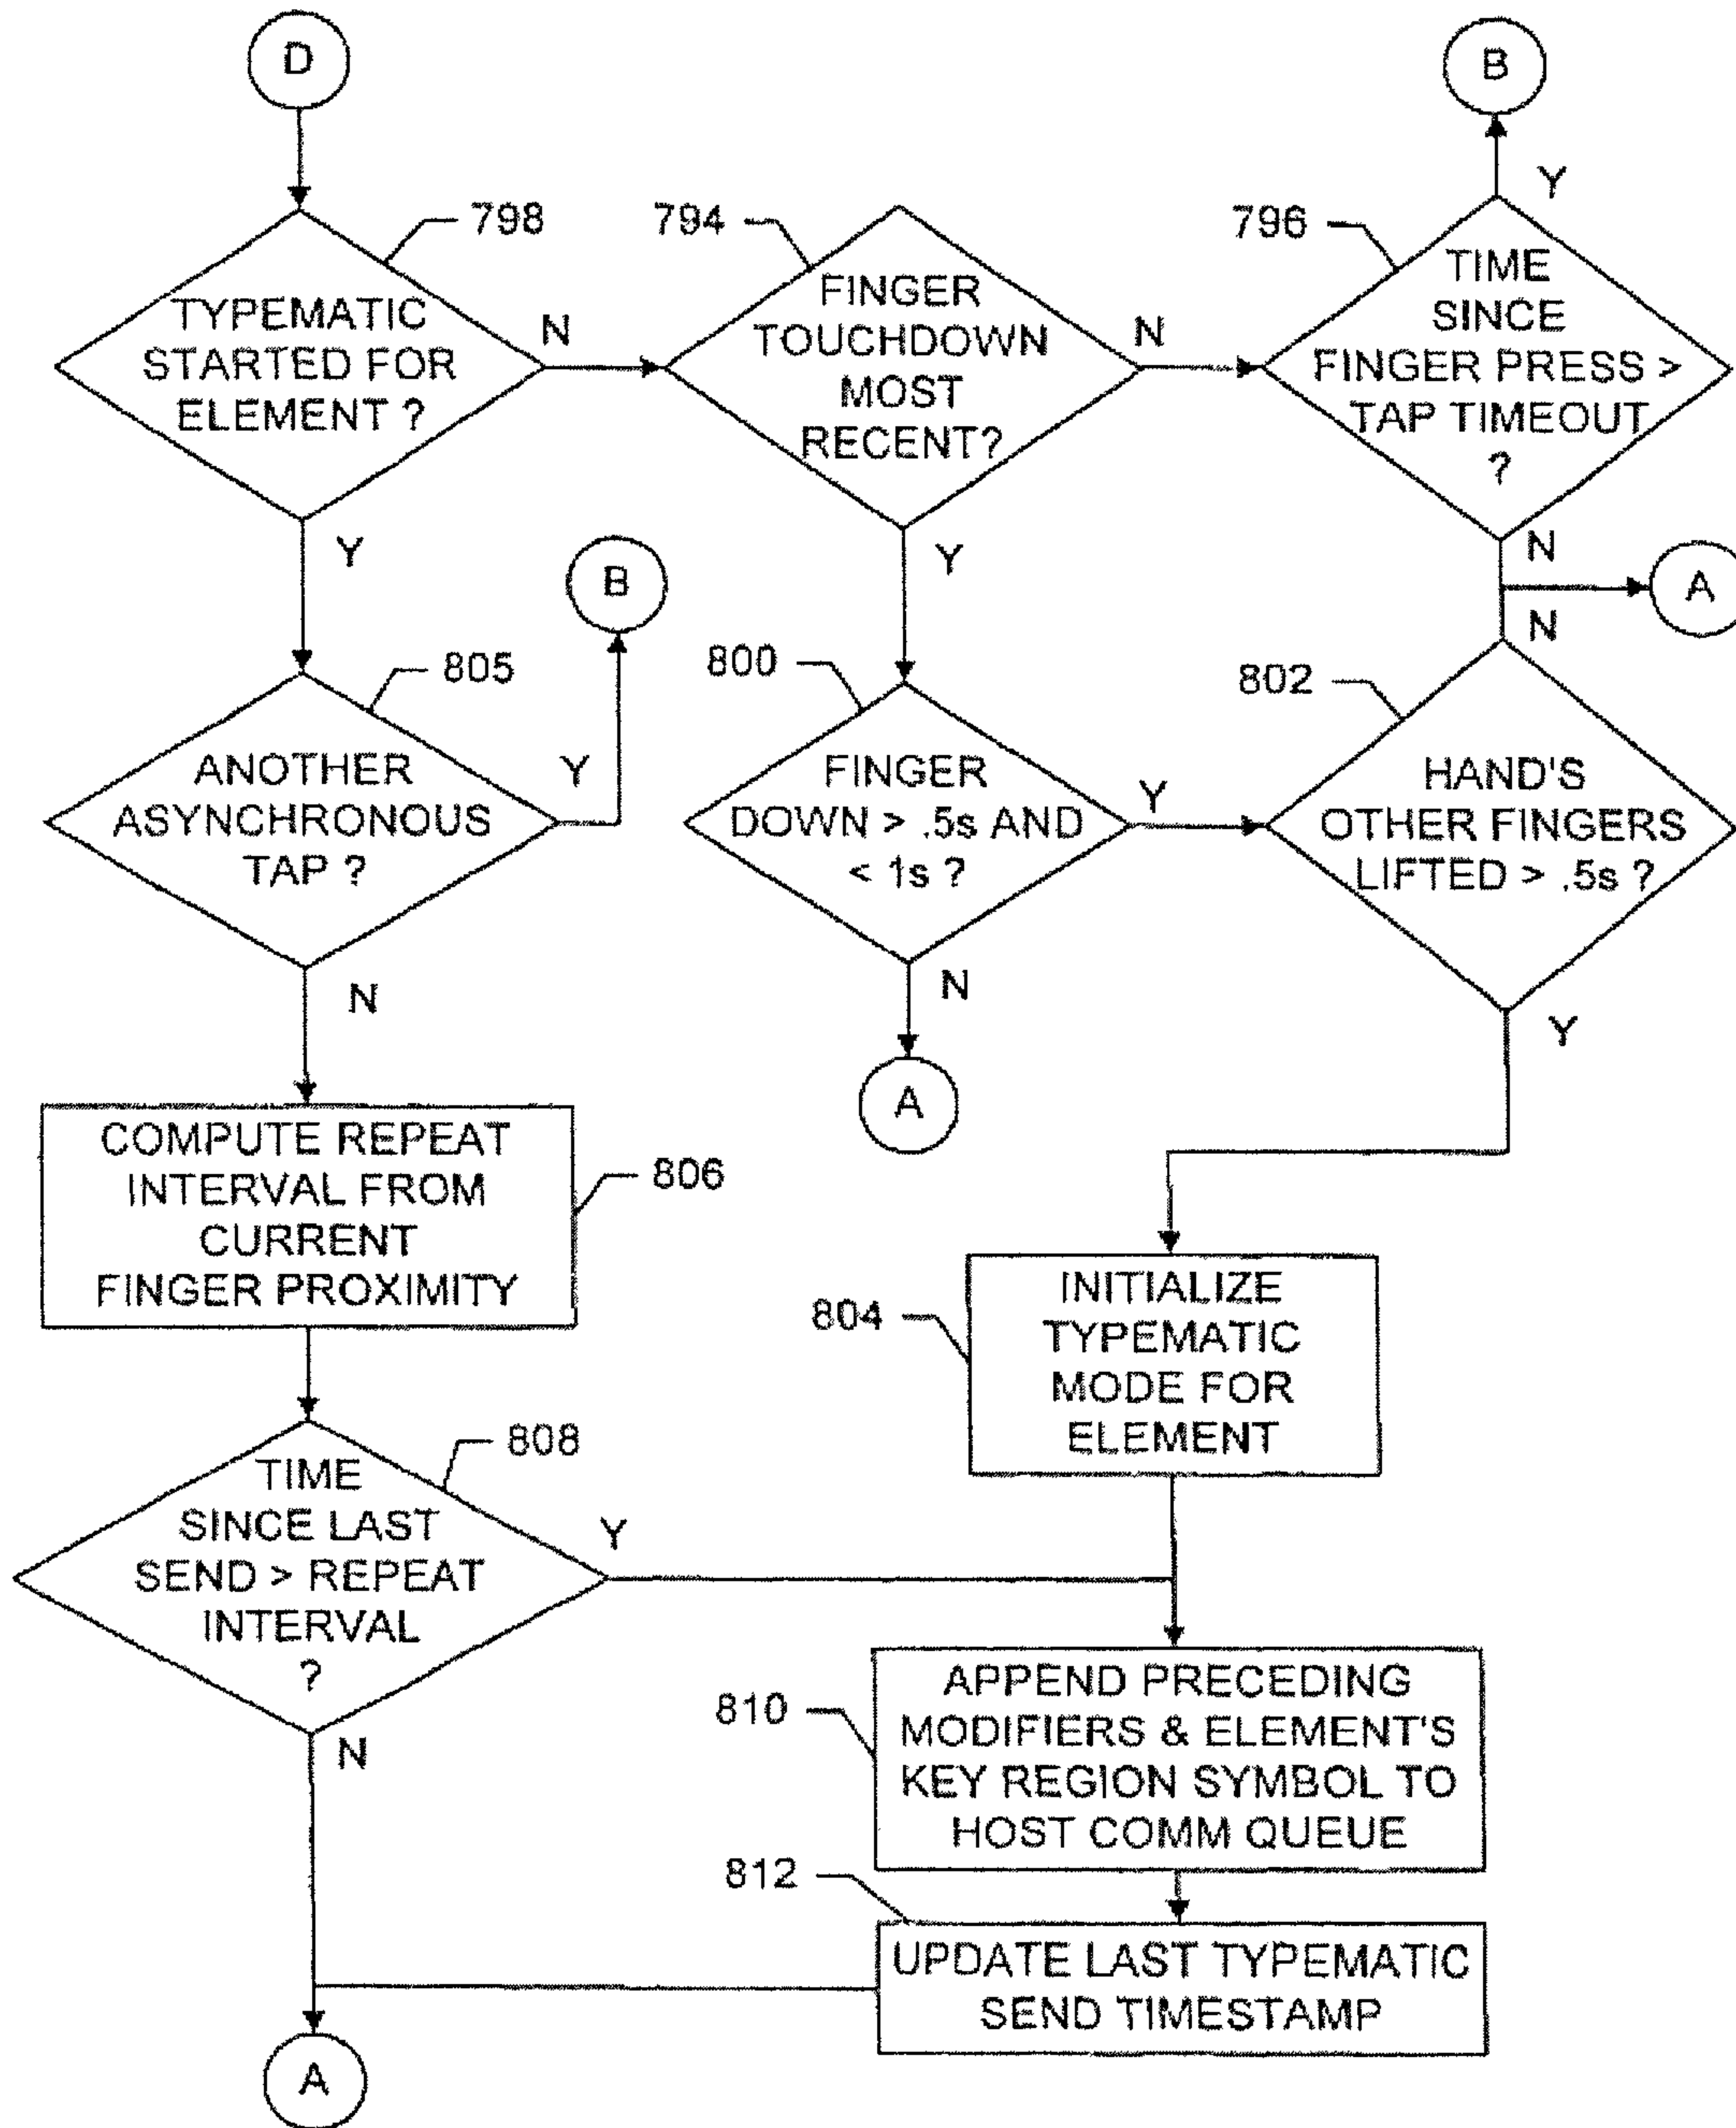 D
B
798
TYPEMATIC
STARTED FOR
ELEMENT ?
N
Y
794
FINGER
TOUCHDOWN
MOST
RECENT?
N
Y
796
TIME
SINCE
FINGER PRESS >
TAP TIMEOUT
?
Y
N
A
B
805
ANOTHER
ASYNCHRONOUS
TAP ?
Y
N
800
FINGER
DOWN > .5s AND
< 1s ?
Y
N
A
802
HAND'S
OTHER FINGERS
LIFTED > .5s ?
N
Y
COMPUTE REPEAT
INTERVAL FROM
CURRENT
FINGER PROXIMITY
806
804
INITIALIZE
TYPEMATIC
MODE FOR
ELEMENT
808
TIME
SINCE LAST
SEND > REPEAT
INTERVAL
?
Y
N
810
APPEND PRECEDING
MODIFIERS & ELEMENT'S
KEY REGION SYMBOL TO
HOST COMM QUEUE
812
UPDATE LAST TYPEMATIC
SEND TIMESTAMP
A